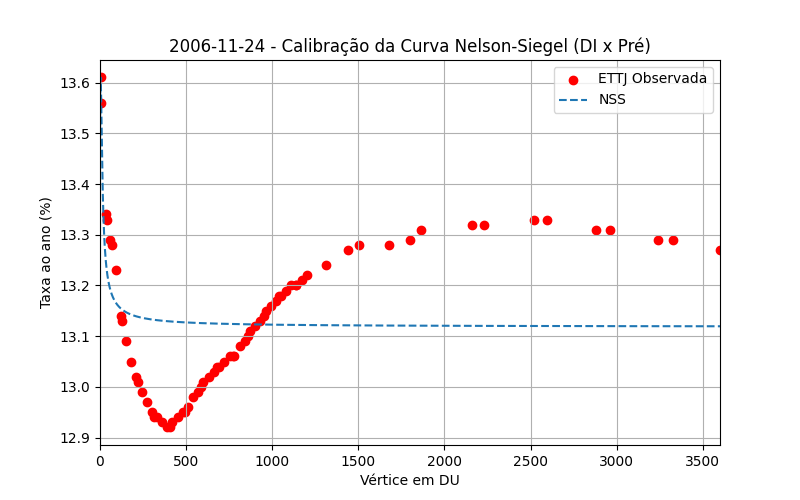 2006-11-24 - Calibração da Curva Nelson-Siegel (DI x Pré)
ETTJ Observada
NSS
Taxa ao ano (%)
13.6
13.5
13.4
13.3
13.2
13.1
13.0
12.9
0 500 1000 1500 2000 2500 3000 3500
Vértice em DU